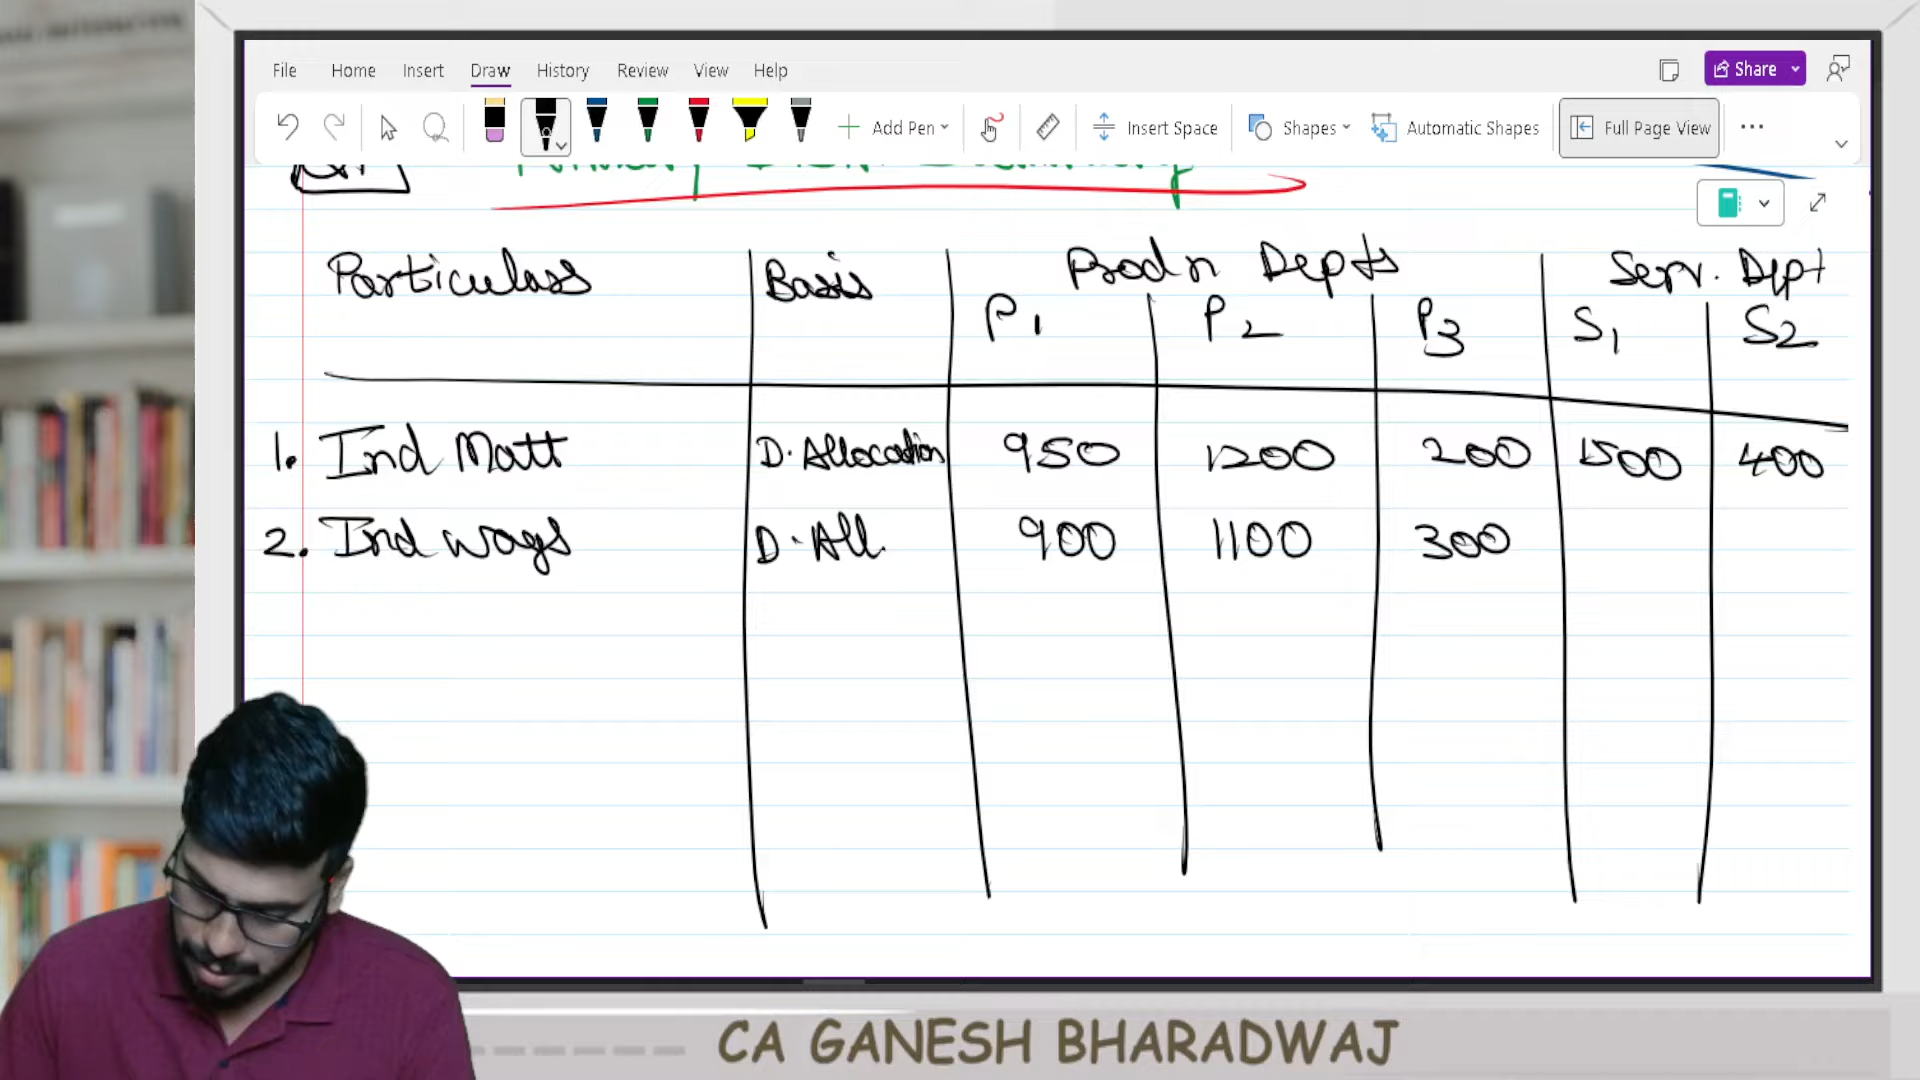 File Home Insert Draw History Review View Help Share
Add Pen Insert Space Shapes Automatic Shapes Full Page View
Particulars Basis Prodn Depts Serv. Dept
P1 P2 P3 S1 S2
1. Ind Matt D. Allocation 950 1200 200 1500 400
2. Ind wages D. All. 900 1100 300
CA GANESH BHARADWAJ